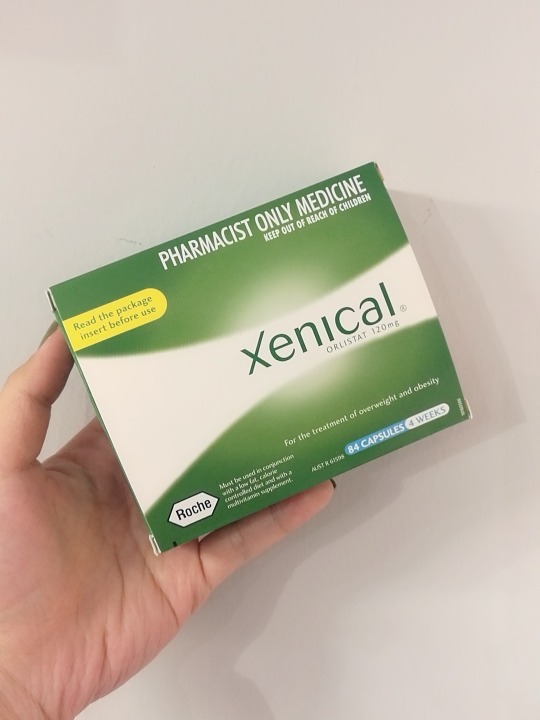 PHARMACIST ONLY MEDICINE
KEEP OUT OF REACH OF CHILDREN
Read the package
insert before use
xenical®
ORLISTAT 120mg
For the treatment of overweight and obesity
AUST R 61598
84 CAPSULES 4 WEEKS
Must be used in conjunction
with a low fat, calorie
controlled diet and with a
multivitamin supplement.
Roche